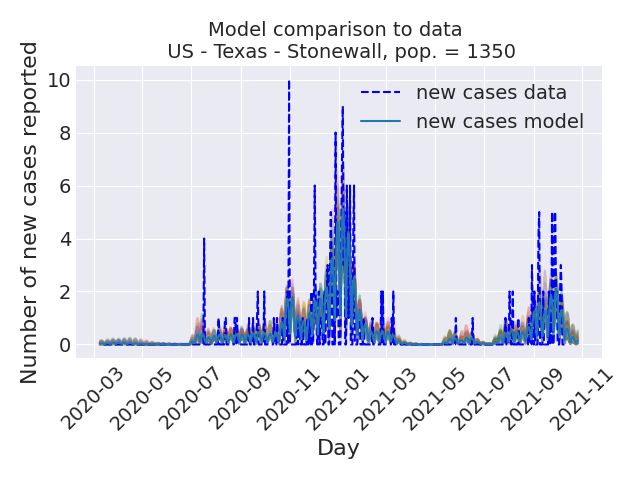 Model comparison to data
US - Texas - Stonewall, pop. = 1350
Number of new cases reported
10
8
6
4
2
0
new cases data
new cases model
2020-03
2020-05
2020-07
2020-09
2020-11
2021-01
2021-03
2021-05
2021-07
2021-09
2021-11
Day